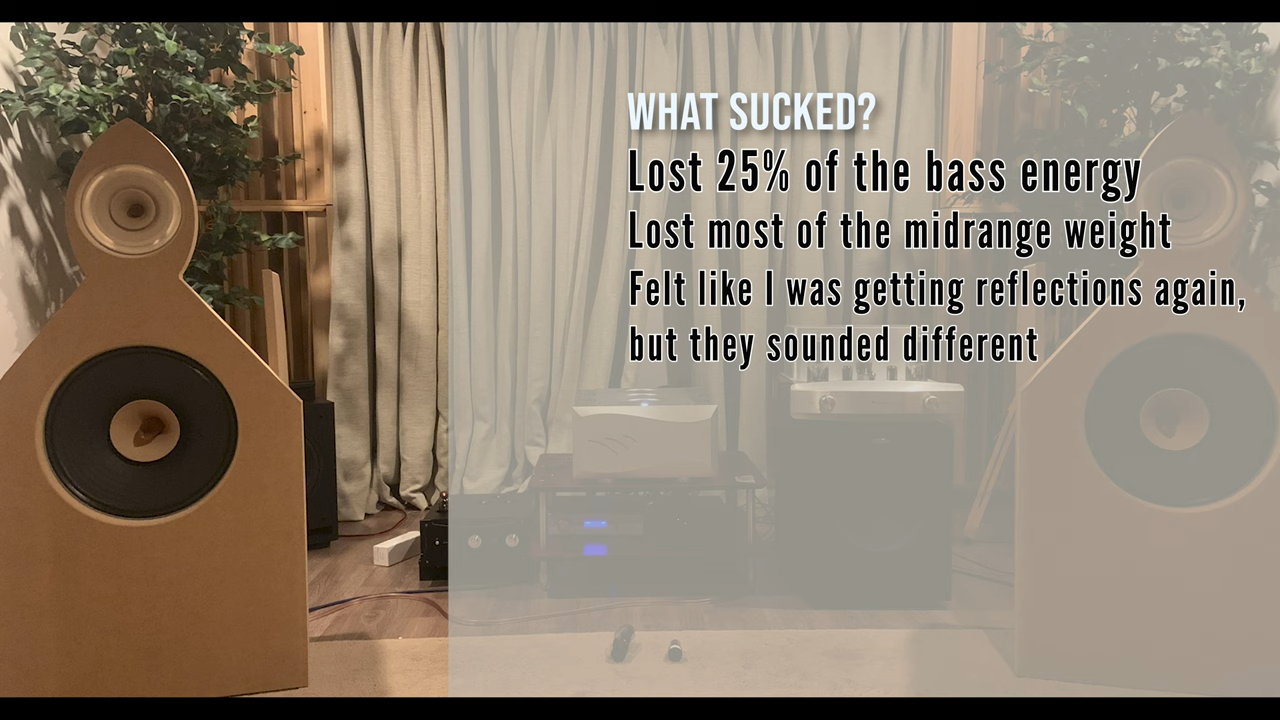 WHAT SUCKED?
Lost 25% of the bass energy
Lost most of the midrange weight
Felt like I was getting reflections again,
but they sounded different